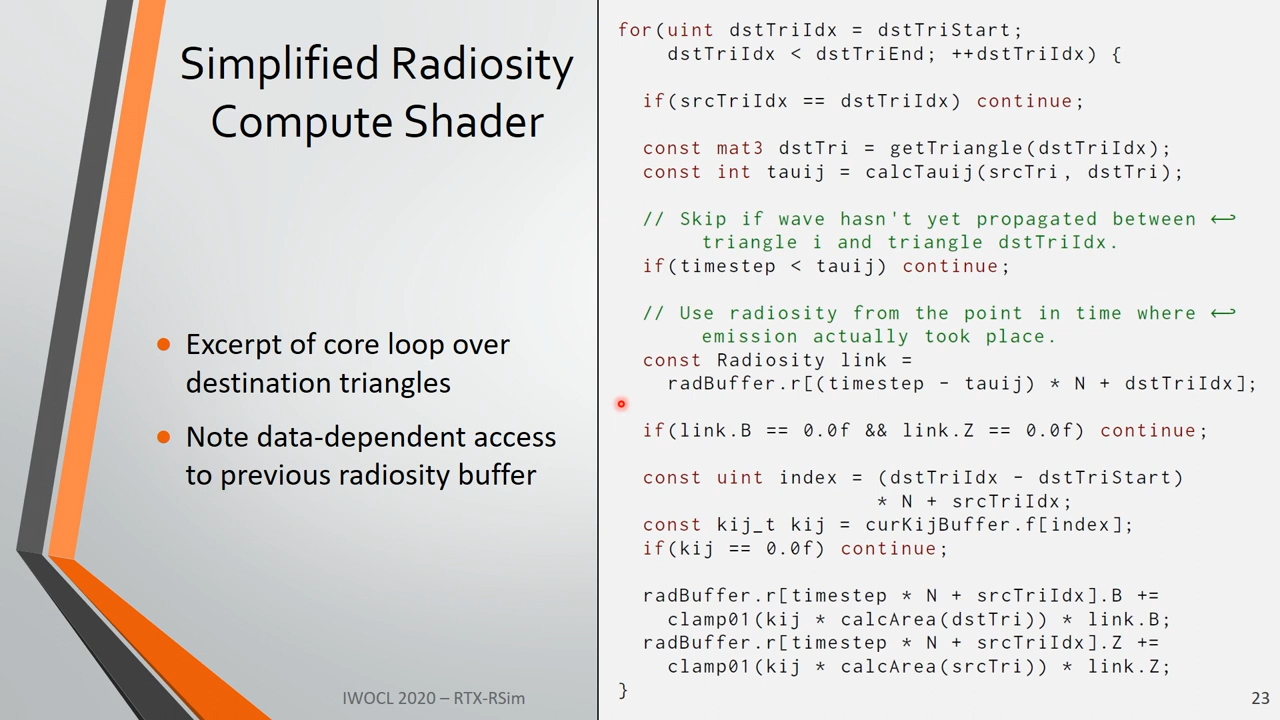 Simplified Radiosity
Compute Shader
• Excerpt of core loop over
destination triangles
• Note data-dependent access
to previous radiosity buffer
IWOCL 2020 – RTX-RSim
for(uint dstTriIdx = dstTriStart;
    dstTriIdx < dstTriEnd; ++dstTriIdx) {
  if(srcTriIdx == dstTriIdx) continue;
  const mat3 dstTri = getTriangle(dstTriIdx);
  const int tauij = calcTauij(srcTri, dstTri);
  // Skip if wave hasn't yet propagated between ↩
       triangle i and triangle dstTriIdx.
  if(timestep < tauij) continue;
  // Use radiosity from the point in time where ↩
       emission actually took place.
  const Radiosity link =
    radBuffer.r[(timestep - tauij) * N + dstTriIdx];
  if(link.B == 0.0f && link.Z == 0.0f) continue;
  const uint index = (dstTriIdx - dstTriStart)
                     * N + srcTriIdx;
  const kij_t kij = curKijBuffer.f[index];
  if(kij == 0.0f) continue;
  radBuffer.r[timestep * N + srcTriIdx].B +=
    clamp01(kij * calcArea(dstTri)) * link.B;
  radBuffer.r[timestep * N + srcTriIdx].Z +=
    clamp01(kij * calcArea(srcTri)) * link.Z;
}
23